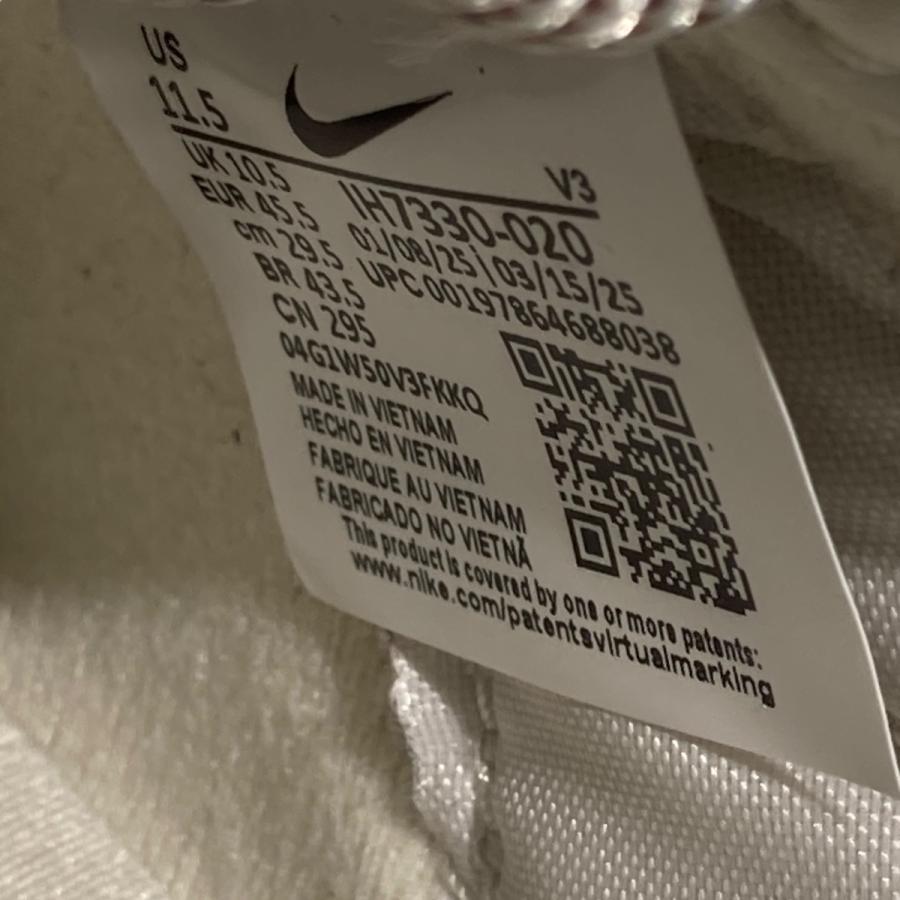 US
11.5
V3
UK 10.5
IH7330-020
EUR 45.5
01/08/25\03/15/25
cm 29.5
UPC 00197864688038
BR 43.5
CN 295
04G1W50V3FKKQ
MADE IN VIETNAM
HECHO EN VIETNAM
FABRIQUE AU VIETNAM
FABRICADO NO VIETNÃ
This product is covered by one or more patents:
www.nike.com/patentsvirtualmarking